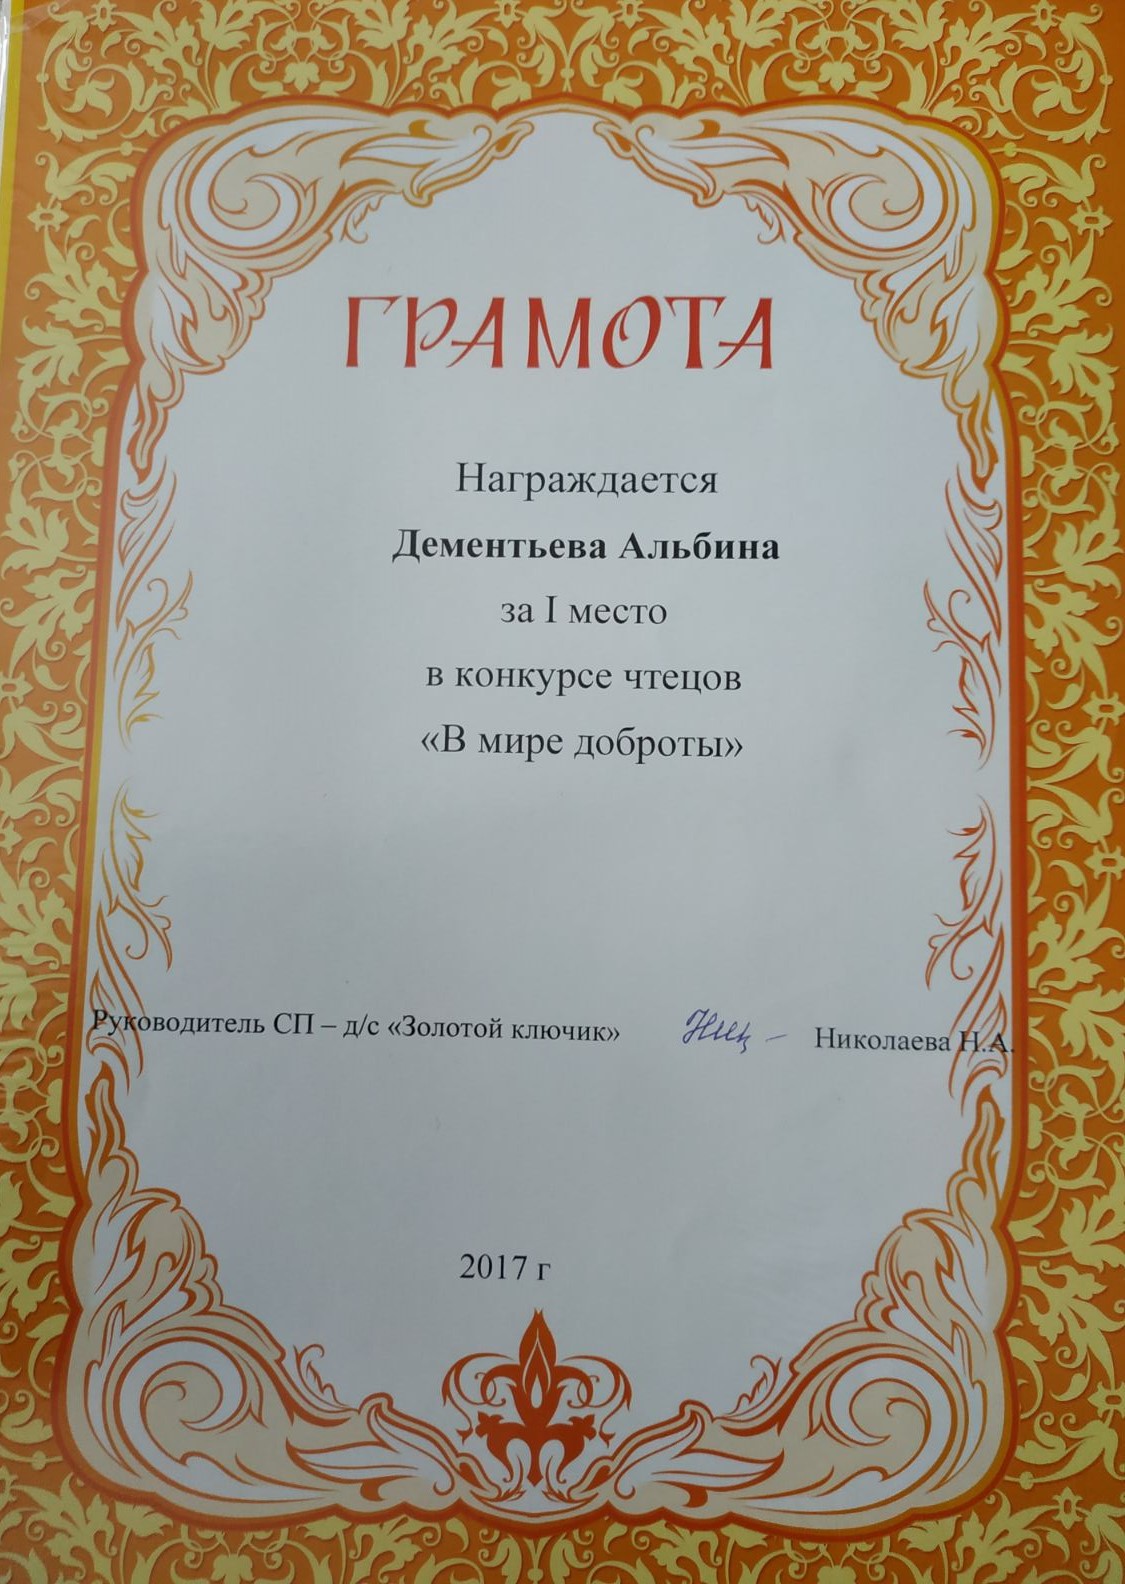 ГРАМОТА
Награждается
Дементьева Альбина
за I место
в конкурсе чтецов
«В мире доброты»
Руководитель СП – д/с «Золотой ключик» Николаева Н.А.
2017 г